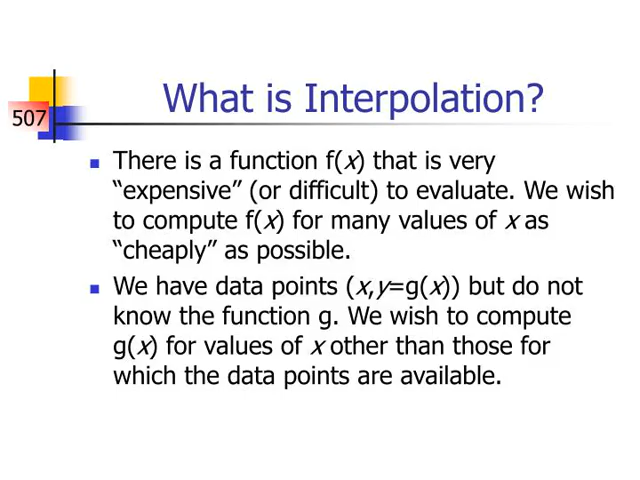 What is Interpolation?
507
There is a function f(x) that is very
“expensive” (or difficult) to evaluate. We wish
to compute f(x) for many values of x as
“cheaply” as possible.
We have data points (x,y=g(x)) but do not
know the function g. We wish to compute
g(x) for values of x other than those for
which the data points are available.